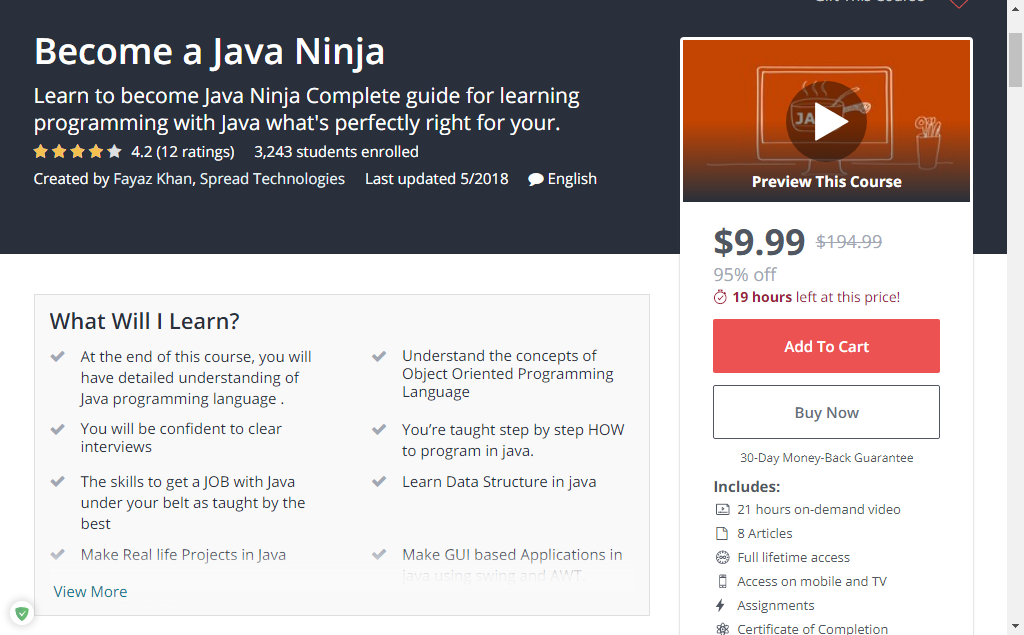 Become a Java Ninja
Learn to become Java Ninja Complete guide for learning
programming with Java what's perfectly right for your.
4.2 (12 ratings) 3,243 students enrolled
Created by Fayaz Khan, Spread Technologies Last updated 5/2018 English
Preview This Course
$9.99 $194.99
95% off
19 hours left at this price!
Add To Cart
Buy Now
30-Day Money-Back Guarantee
Includes:
21 hours on-demand video
8 Articles
Full lifetime access
Access on mobile and TV
Assignments
Certificate of Completion
What Will I Learn?
At the end of this course, you will
have detailed understanding of
Java programming language .
You will be confident to clear
interviews
The skills to get a JOB with Java
under your belt as taught by the
best
Make Real life Projects in Java
Understand the concepts of
Object Oriented Programming
Language
You’re taught step by step HOW
to program in java.
Learn Data Structure in java
Make GUI based Applications in
java using swing and AWT.
View More